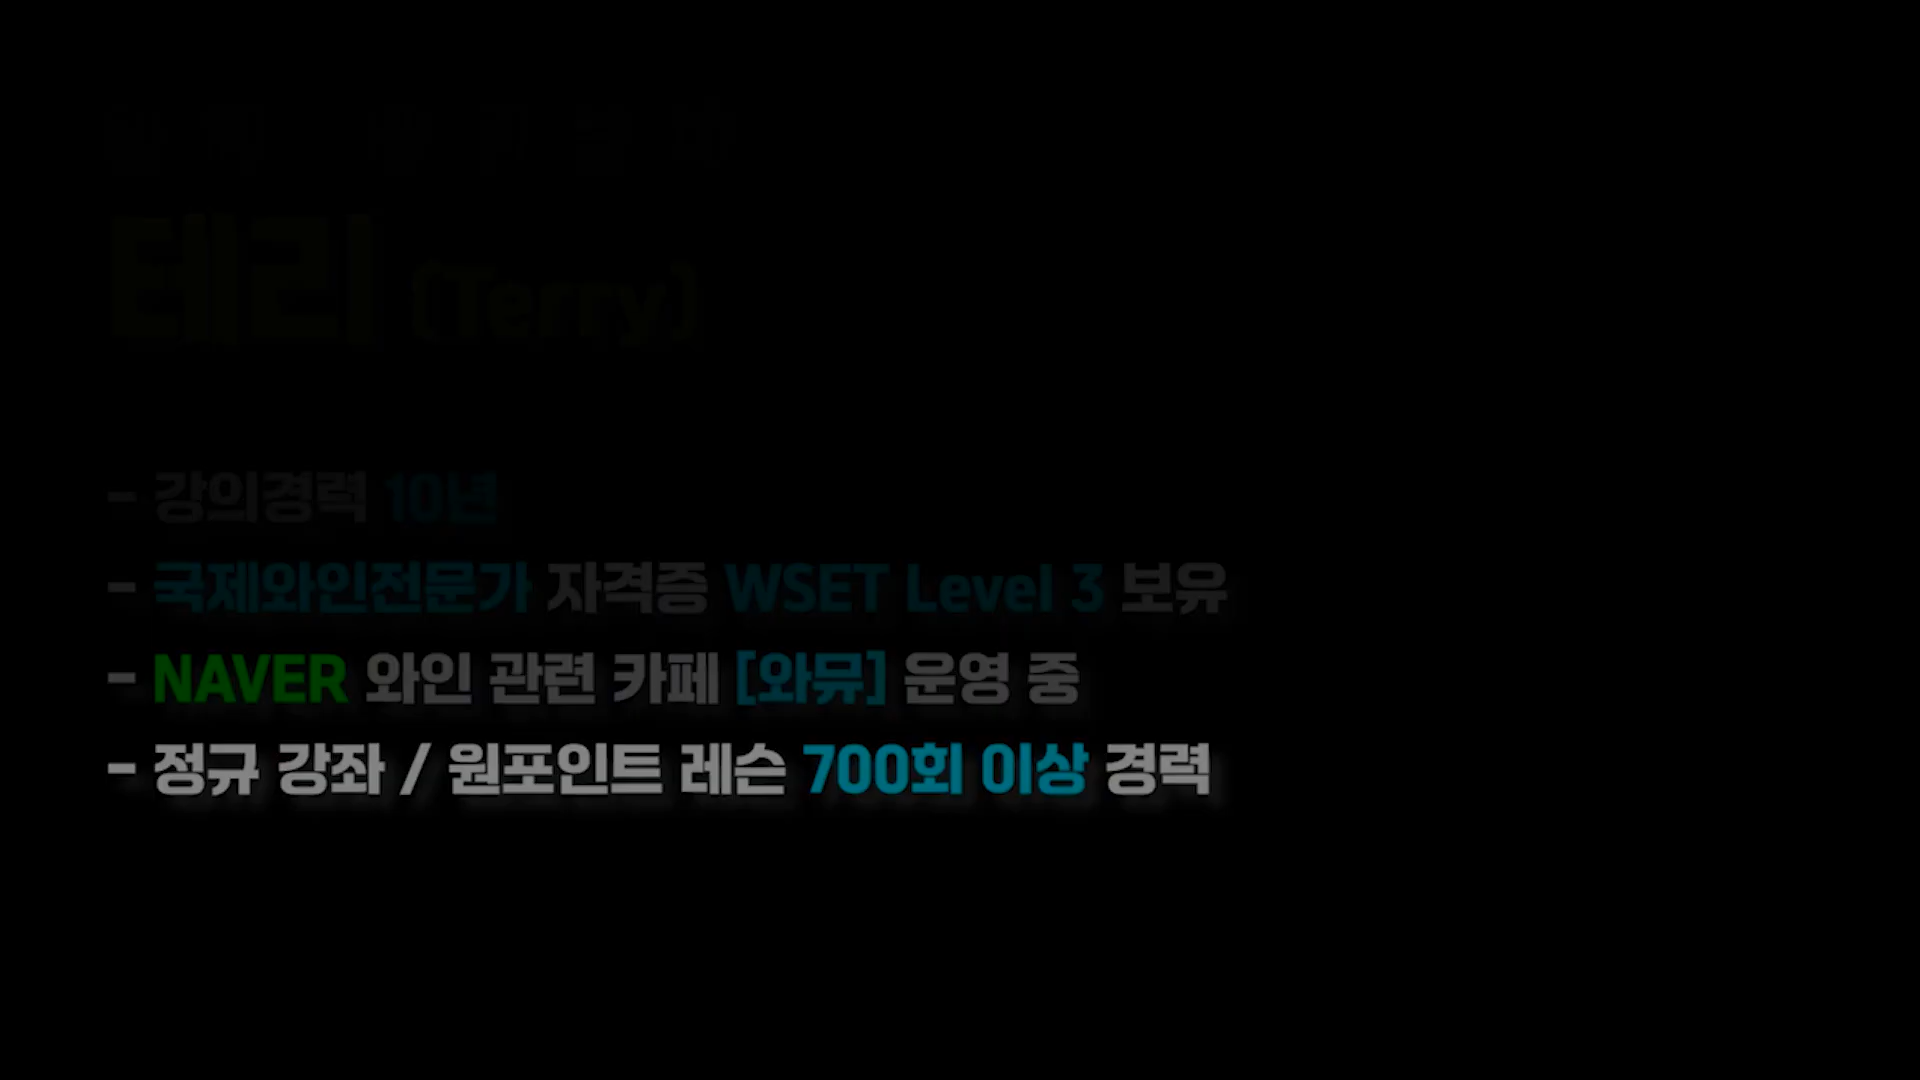 테리 (Terry)
- 강의경력 10년
- 국제와인전문가 자격증 WSET Level 3 보유
- NAVER 와인 관련 카페 [와뮤] 운영 중
- 정규 강좌 / 원포인트 레슨 700회 이상 경력